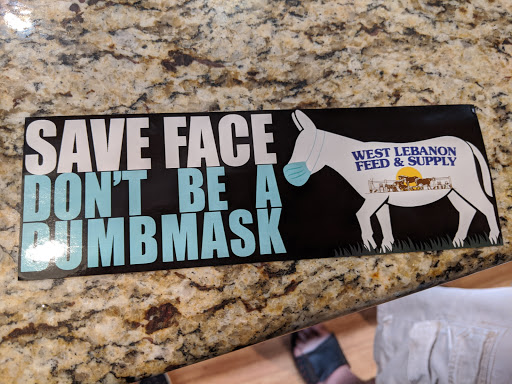 SAVE FACE
DON'T BE A
DUMBMASK
WEST LEBANON
FEED & SUPPLY